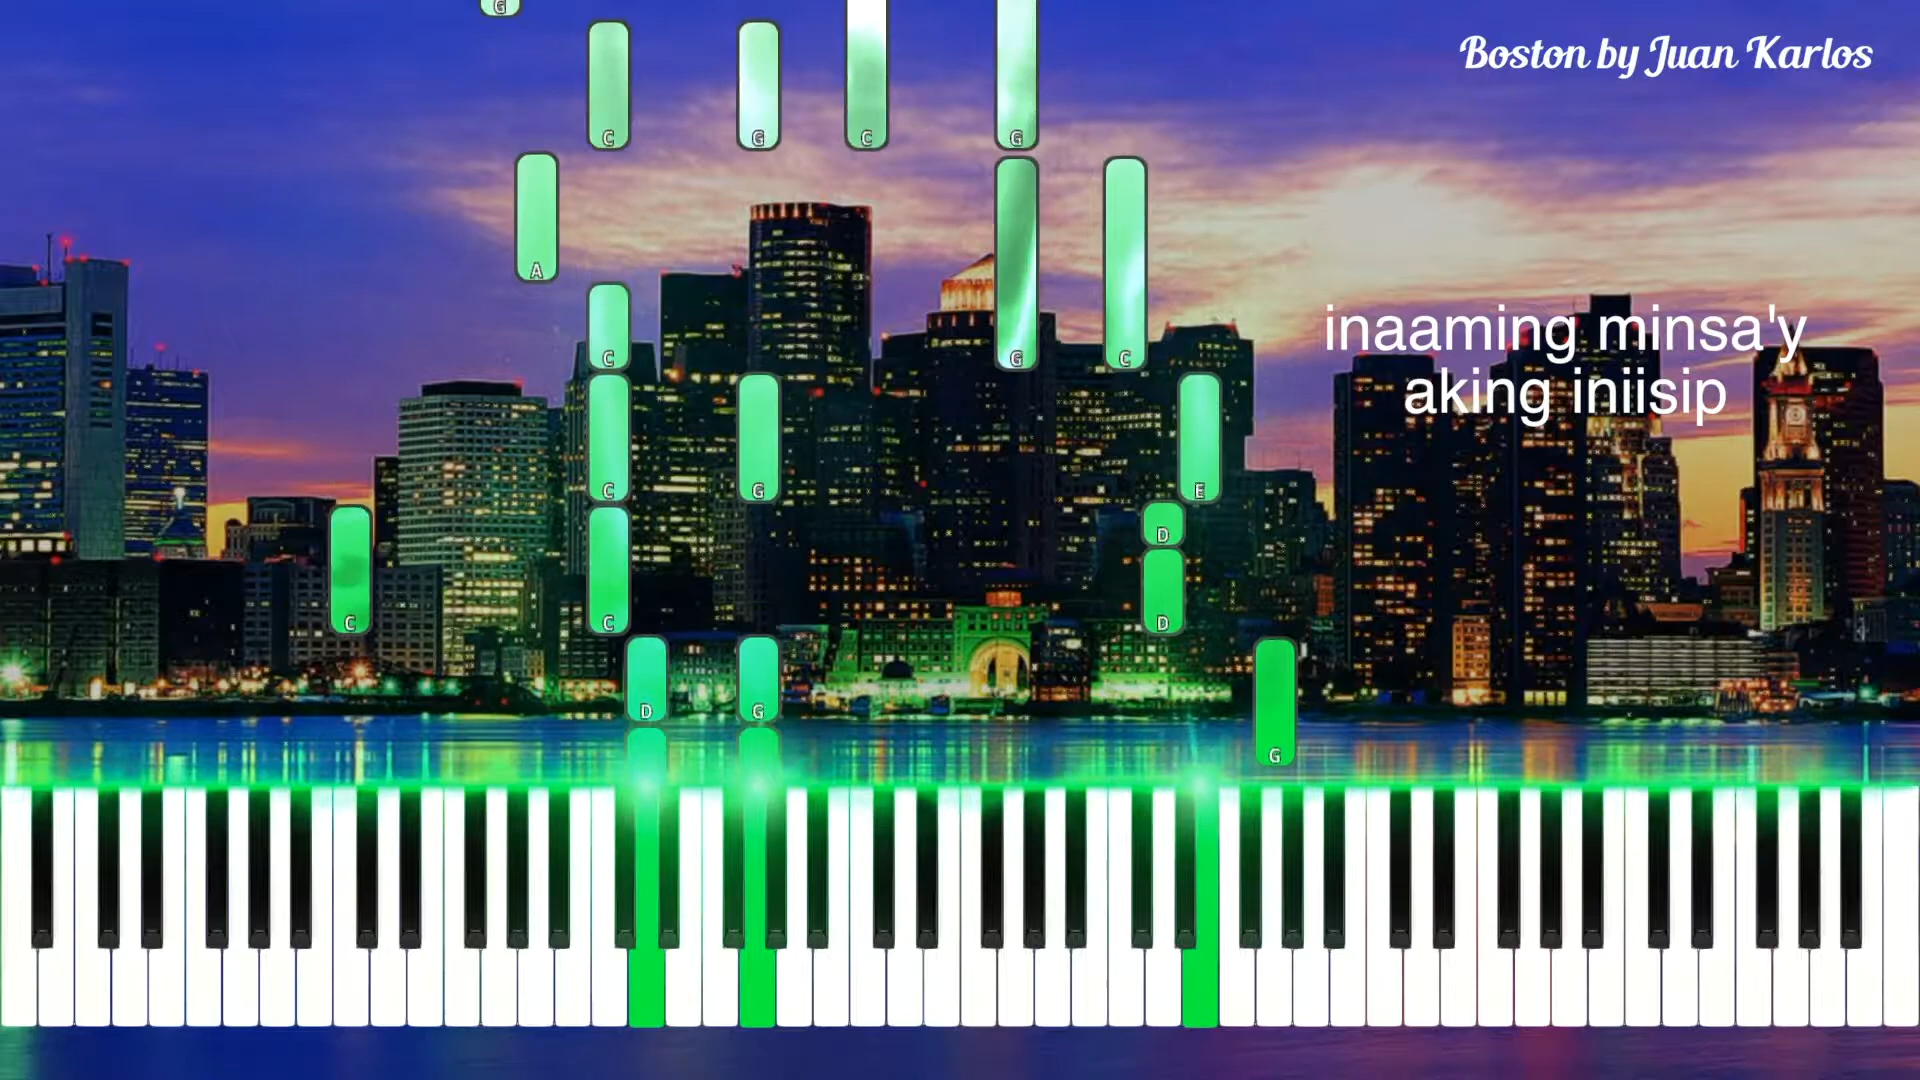 G
Boston by Juan Karlos
C G C G
A
C G C
inaaming minsa'y
aking iniisip
C G E
D
C C D
D G
G